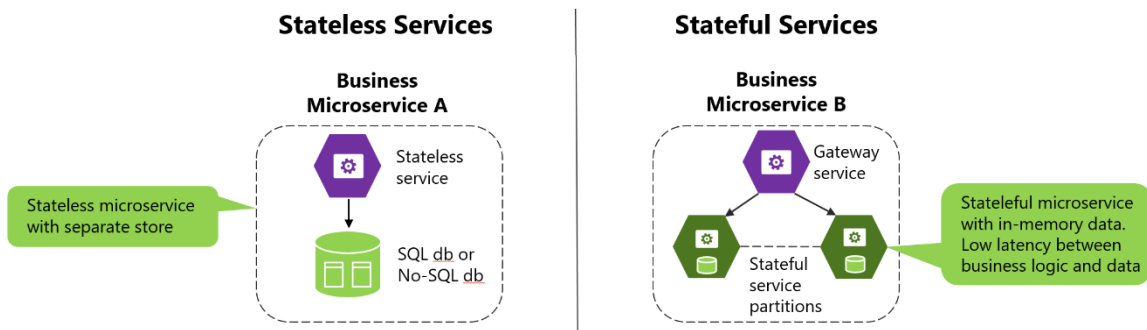 Stateless Services
Business
Microservice A
Stateless
service
Stateless microservice
with separate store
SQL db or
No-SQL db
Stateful Services
Business
Microservice B
Gateway
service
Stateful
service
partitions
Stateleful microservice
with in-memory data.
Low latency between
business logic and data